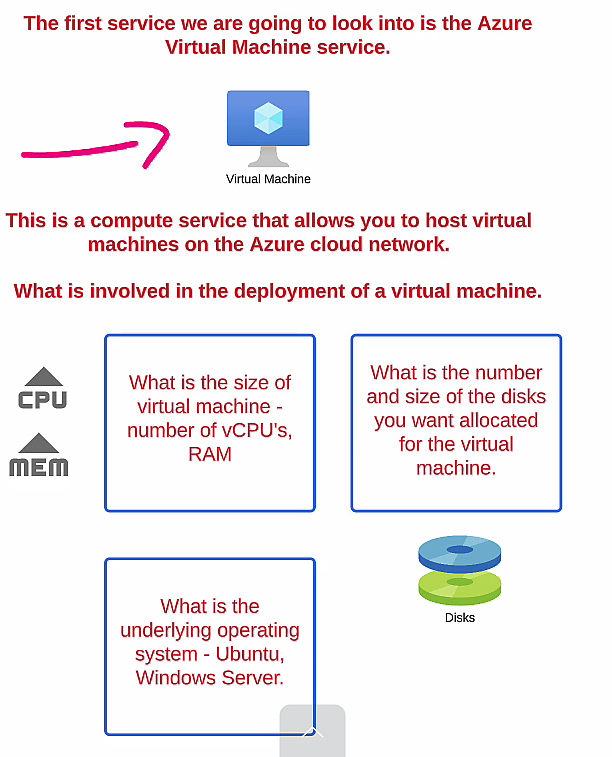 The first service we are going to look into is the Azure
Virtual Machine service.
Virtual Machine
This is a compute service that allows you to host virtual
machines on the Azure cloud network.
What is involved in the deployment of a virtual machine.
CPU
MEM
What is the size of
virtual machine -
number of vCPU's,
RAM
What is the number
and size of the disks
you want allocated
for the virtual
machine.
Disks
What is the
underlying operating
system - Ubuntu,
Windows Server.